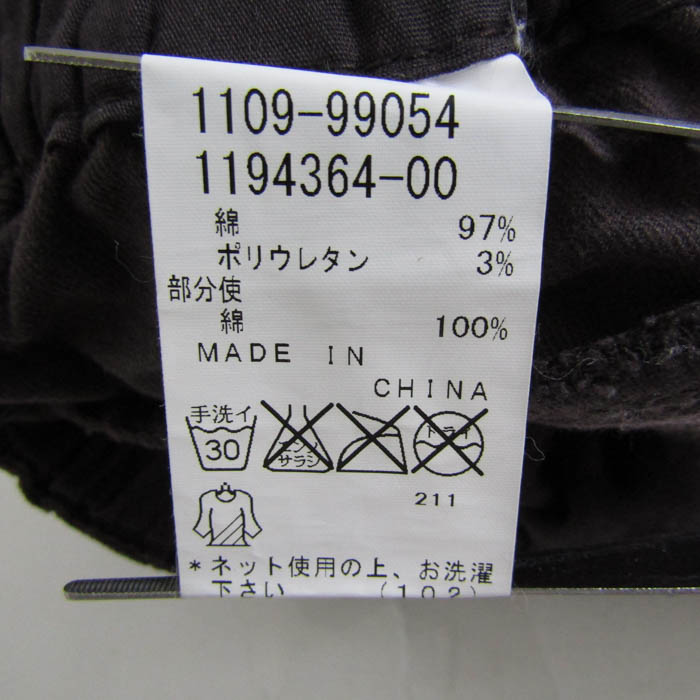 1109-99054
1194364-00
綿 97%
ポリウレタン 3%
部分使
綿 100%
MADE IN
CHINA
手洗イ
30
エンソ
サラシ
ドライ
211
*ネット使用の上、お洗濯
下さい (102)